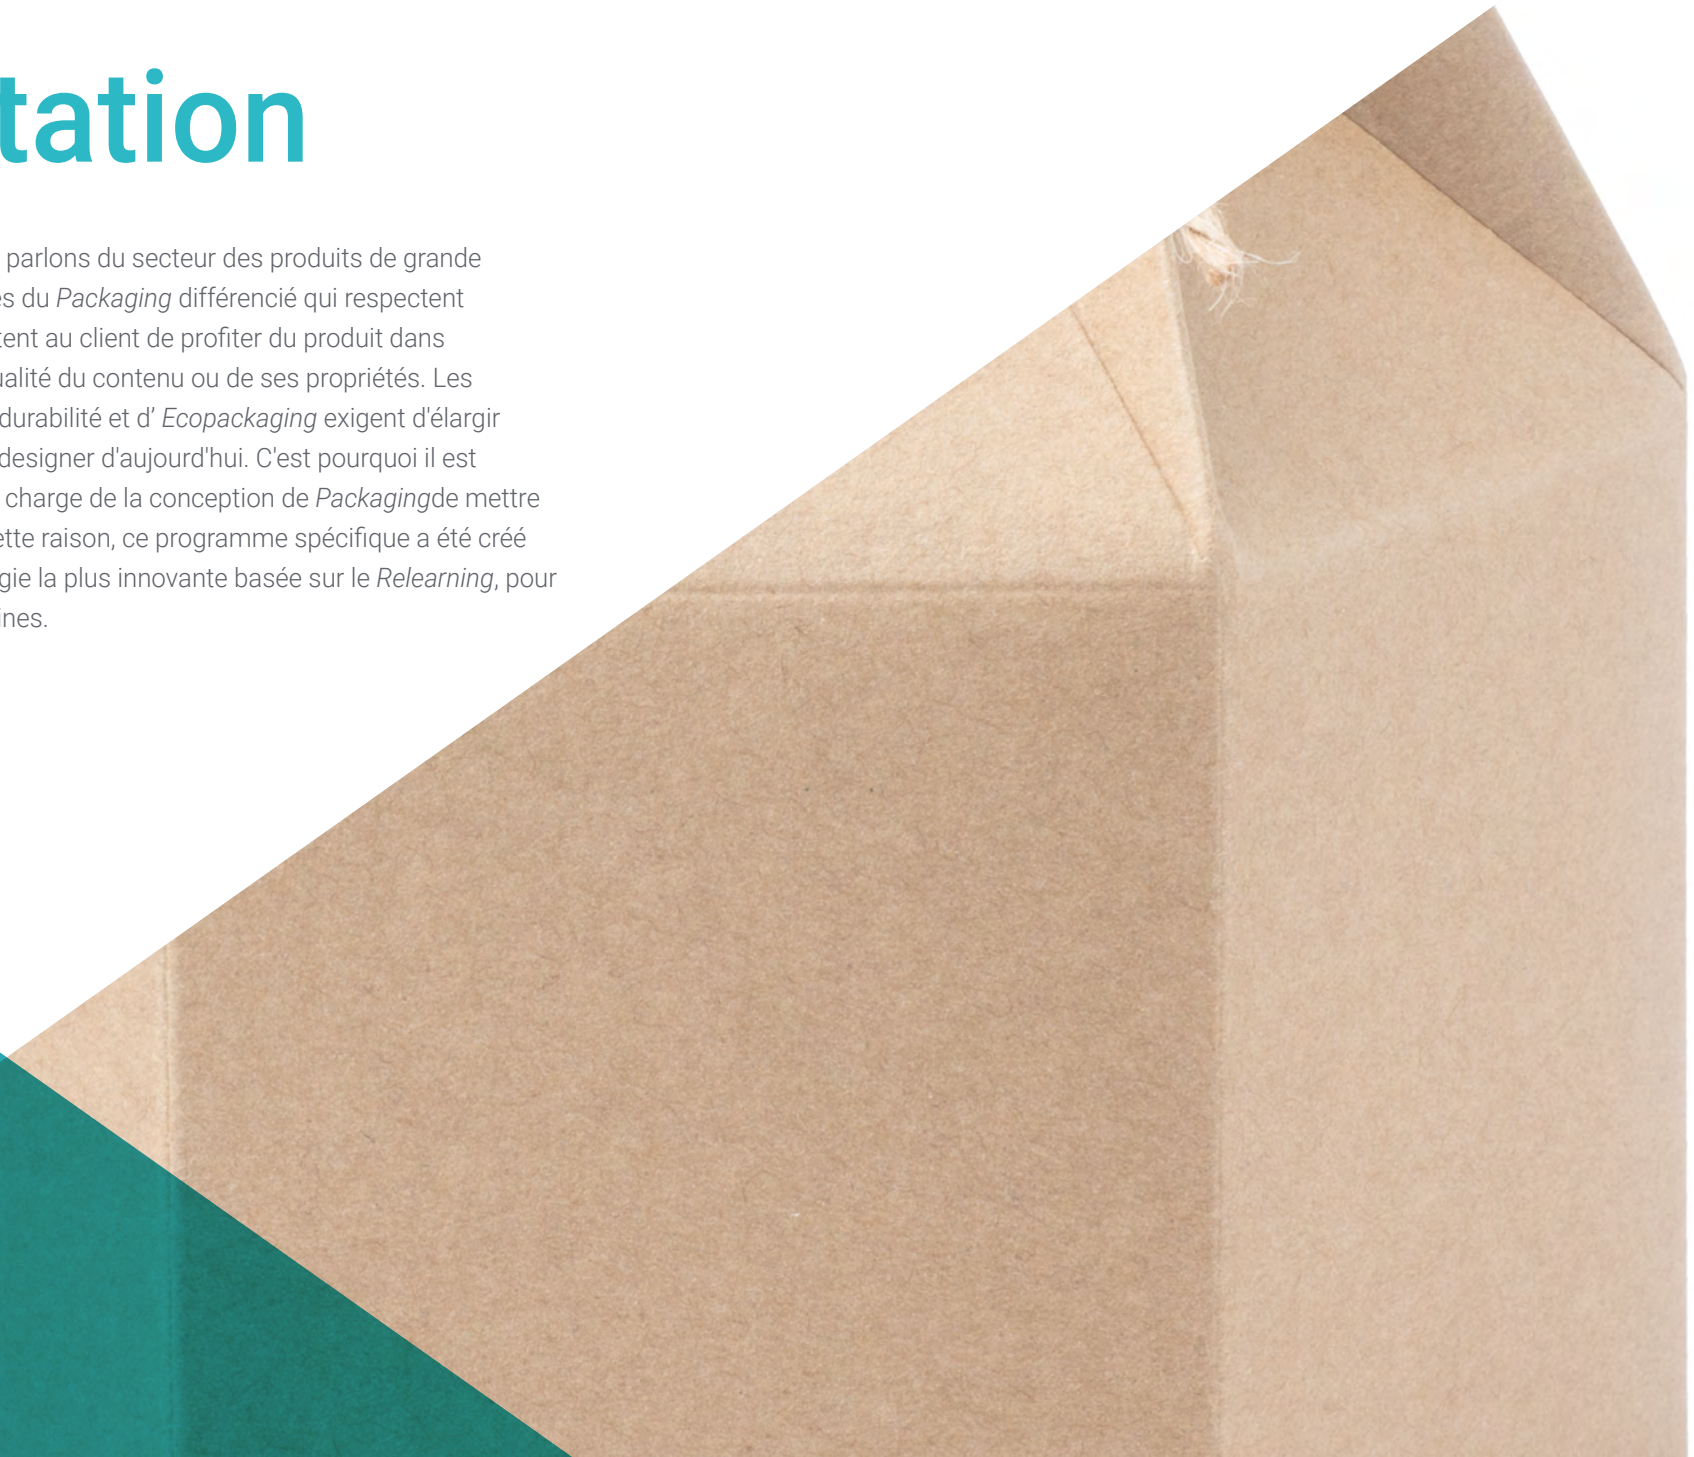 tation
parlons du secteur des produits de grande
es du Packaging différencié qui respectent
tent au client de profiter du produit dans
ualité du contenu ou de ses propriétés. Les
durabilité et d’ Ecopackaging exigent d'élargir
designer d'aujourd'hui. C'est pourquoi il est
charge de la conception de Packagingde mettre
ette raison, ce programme spécifique a été créé
gie la plus innovante basée sur le Relearning, pour
ines.